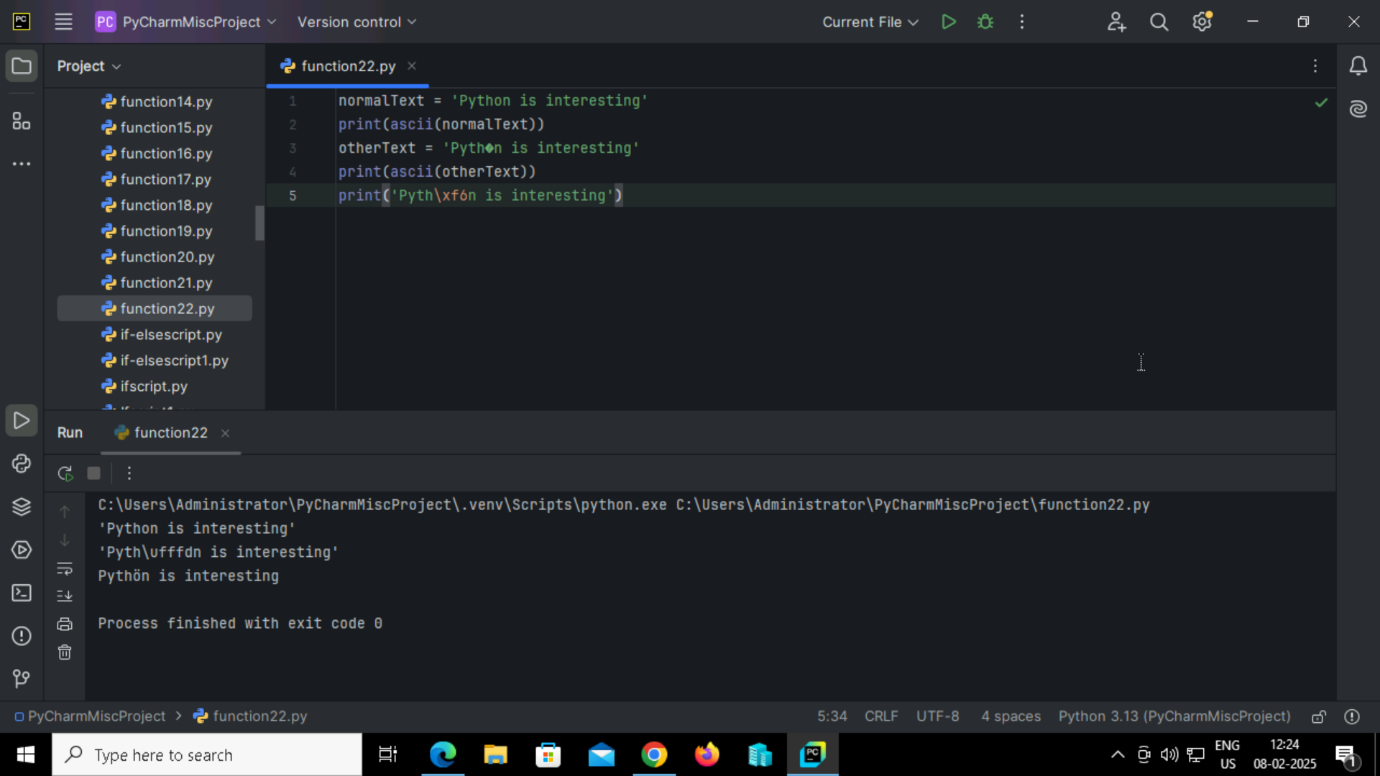 PC PyCharmMiscProject Version control Current File
Project function22.py
function14.py
function15.py
function16.py
function17.py
function18.py
function19.py
function20.py
function21.py
function22.py
if-elsescript.py
if-elsescript1.py
ifscript.py
1 normalText = 'Python is interesting'
2 print(ascii(normalText))
3 otherText = 'Pyth�n is interesting'
4 print(ascii(otherText))
5 print('Pyth\xf6n is interesting')
Run function22
C:\Users\Administrator\PyCharmMiscProject\.venv\Scripts\python.exe C:\Users\Administrator\PyCharmMiscProject\function22.py
'Python is interesting'
'Pyth\ufffdn is interesting'
Pythön is interesting
Process finished with exit code 0
PyCharmMiscProject > function22.py 5:34 CRLF UTF-8 4 spaces Python 3.13 (PyCharmMiscProject)
Type here to search
ENG
US
12:24
08-02-2025
1